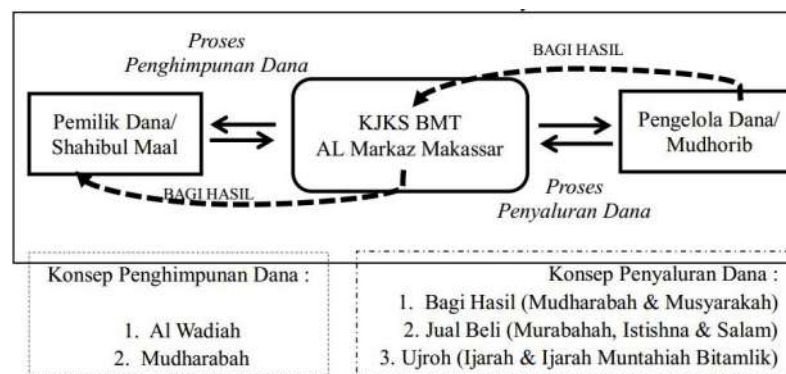 Proses
Penghimpunan Dana
BAGI HASIL
Pemilik Dana/
Shahibul Maal
KJKS BMT
AL Markaz Makassar
Pengelola Dana/
Mudhorib
BAGI HASIL
Proses
Penyaluran Dana
Konsep Penghimpunan Dana :
1. Al Wadiah
2. Mudharabah
Konsep Penyaluran Dana :
1. Bagi Hasil (Mudharabah & Musyarakah)
2. Jual Beli (Murabahah, Istishna & Salam)
3. Ujroh (Ijarah & Ijarah Muntahiah Bitamlik)